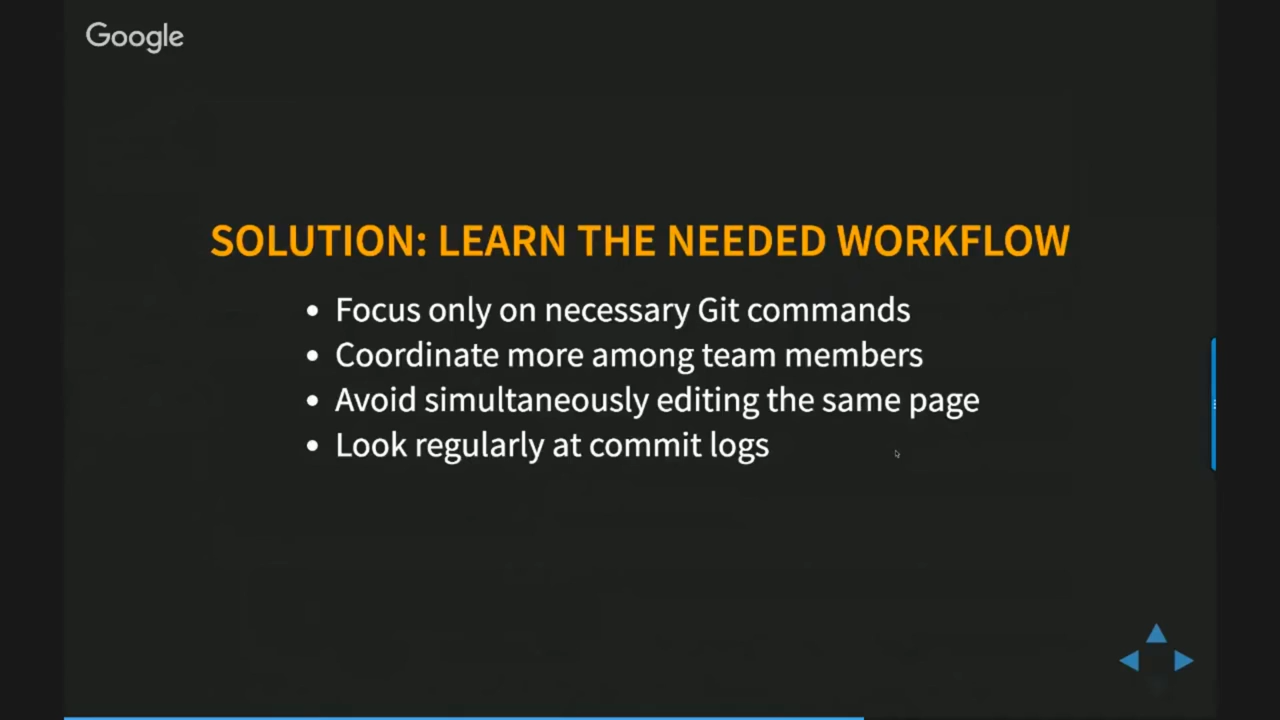 Google
SOLUTION: LEARN THE NEEDED WORKFLOW
• Focus only on necessary Git commands
• Coordinate more among team members
• Avoid simultaneously editing the same page
• Look regularly at commit logs